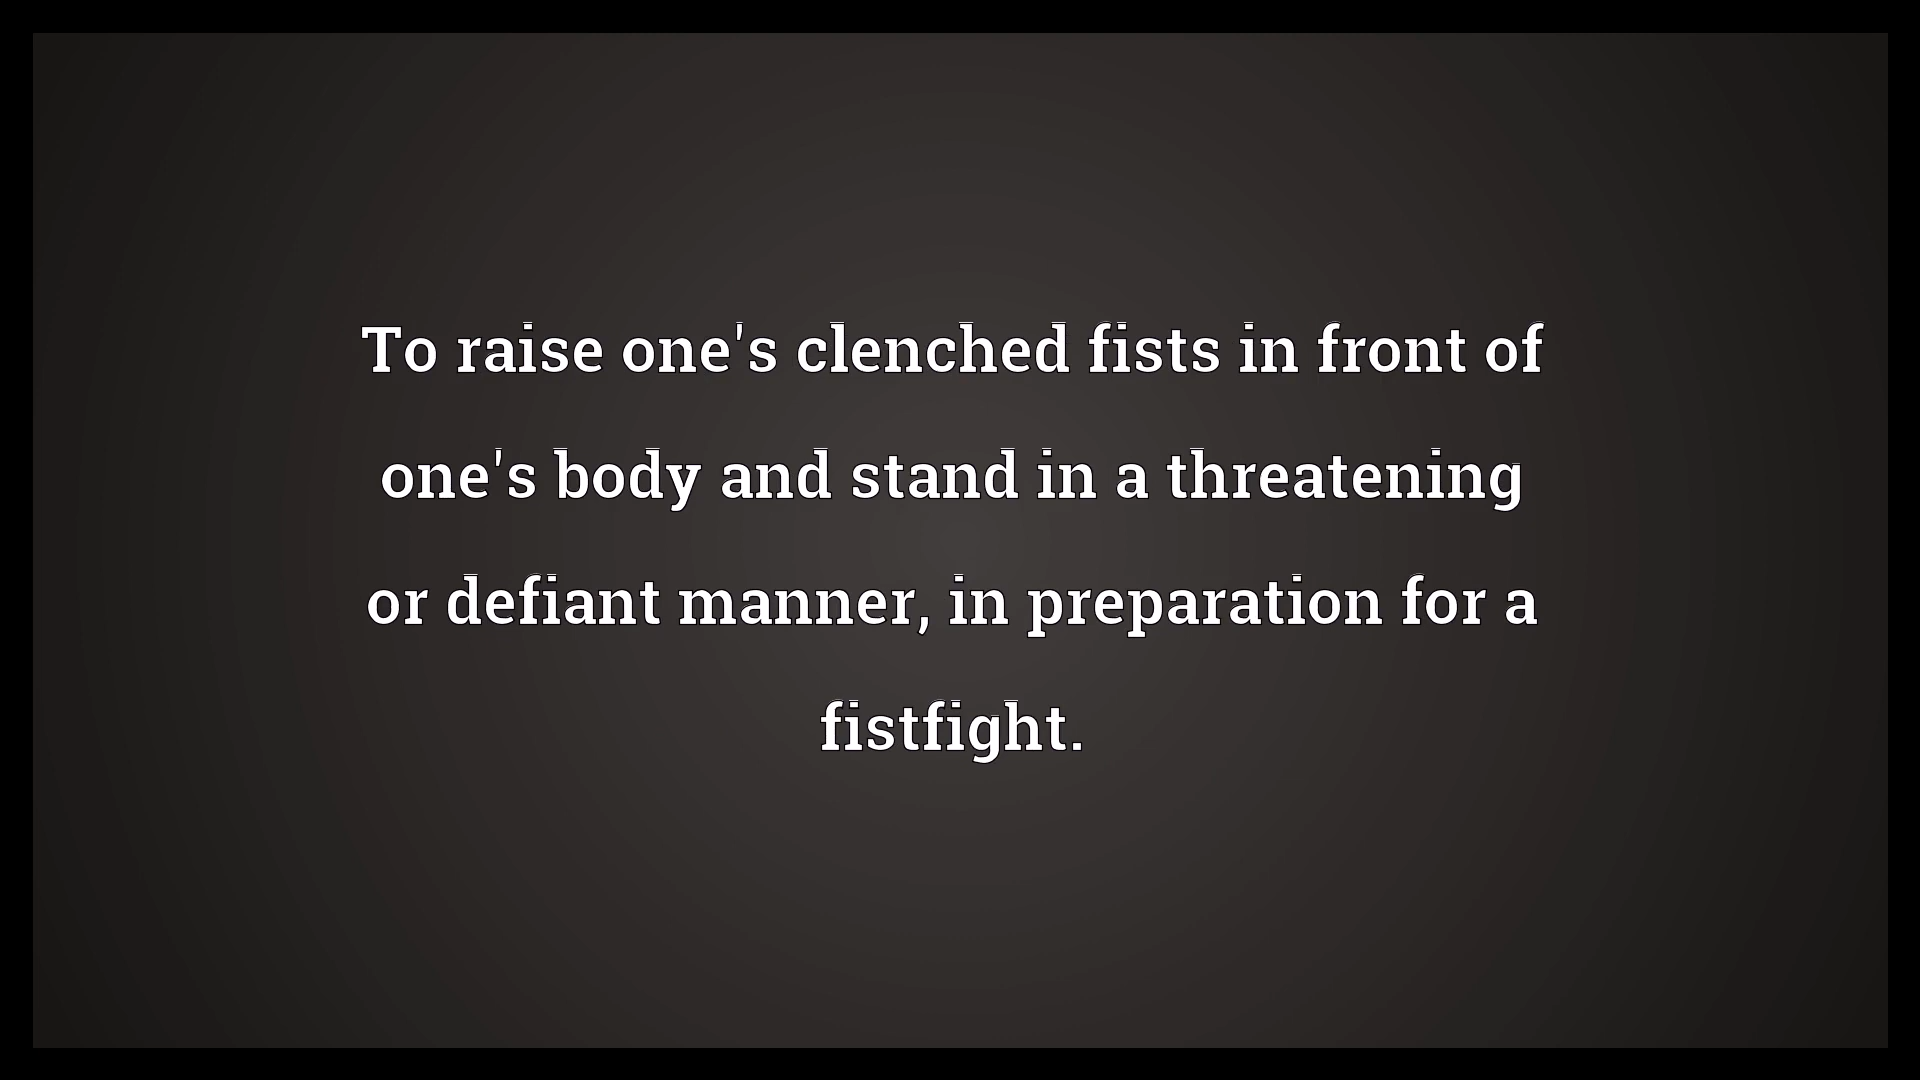 To raise one's clenched fists in front of
one's body and stand in a threatening
or defiant manner, in preparation for a
fistfight.